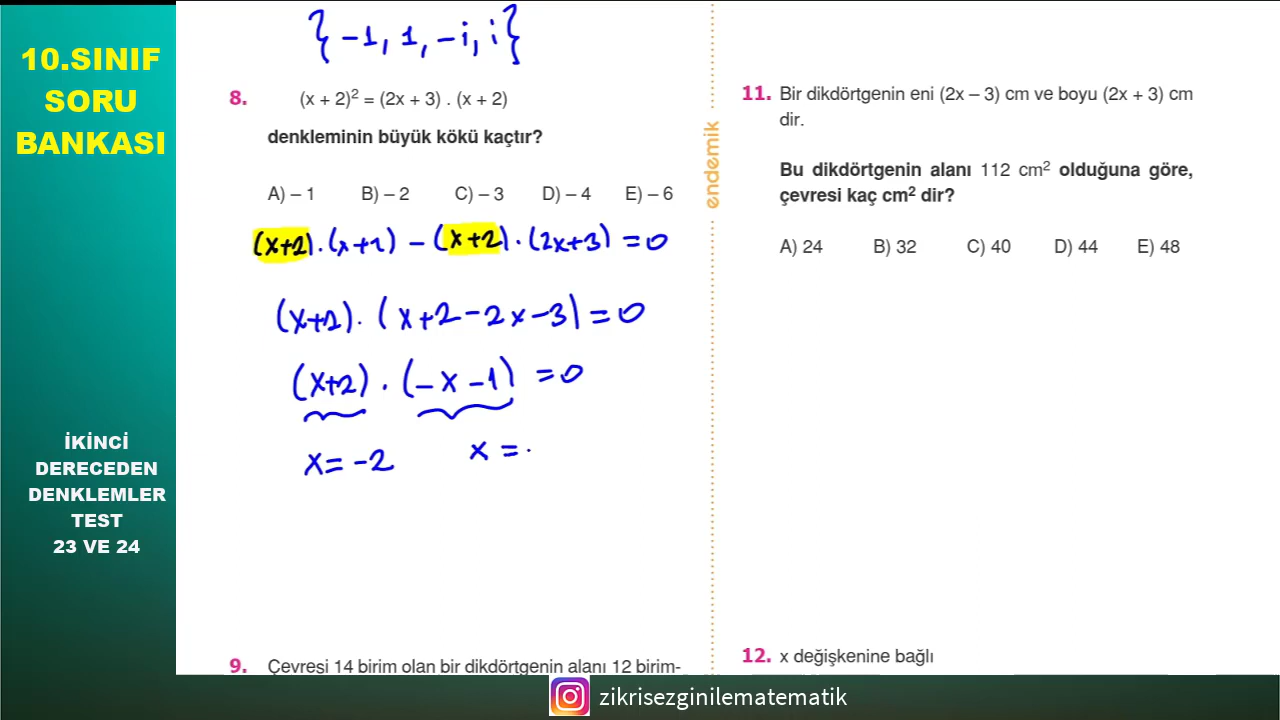 10.SINIF
SORU
BANKASI
İKİNCİ
DERECEDEN
DENKLEMLER
TEST
23 VE 24
{-1, 1, -i, i}
8. (x + 2)² = (2x + 3) . (x + 2)
denkleminin büyük kökü kaçtır?
A) – 1 B) – 2 C) – 3 D) – 4 E) – 6
(x+2).(x+2) - (x+2).(2x+3) = 0
(x+2). (x+2-2x-3) = 0
(x+2) . (-x-1) = 0
x = -2 x =
9. Çevresi 14 birim olan bir dikdörtgenin alanı 12 birim-
endemik
11. Bir dikdörtgenin eni (2x – 3) cm ve boyu (2x + 3) cm
dir.
Bu dikdörtgenin alanı 112 cm² olduğuna göre,
çevresi kaç cm² dir?
A) 24 B) 32 C) 40 D) 44 E) 48
12. x değişkenine bağlı
zikrisezginilematematik